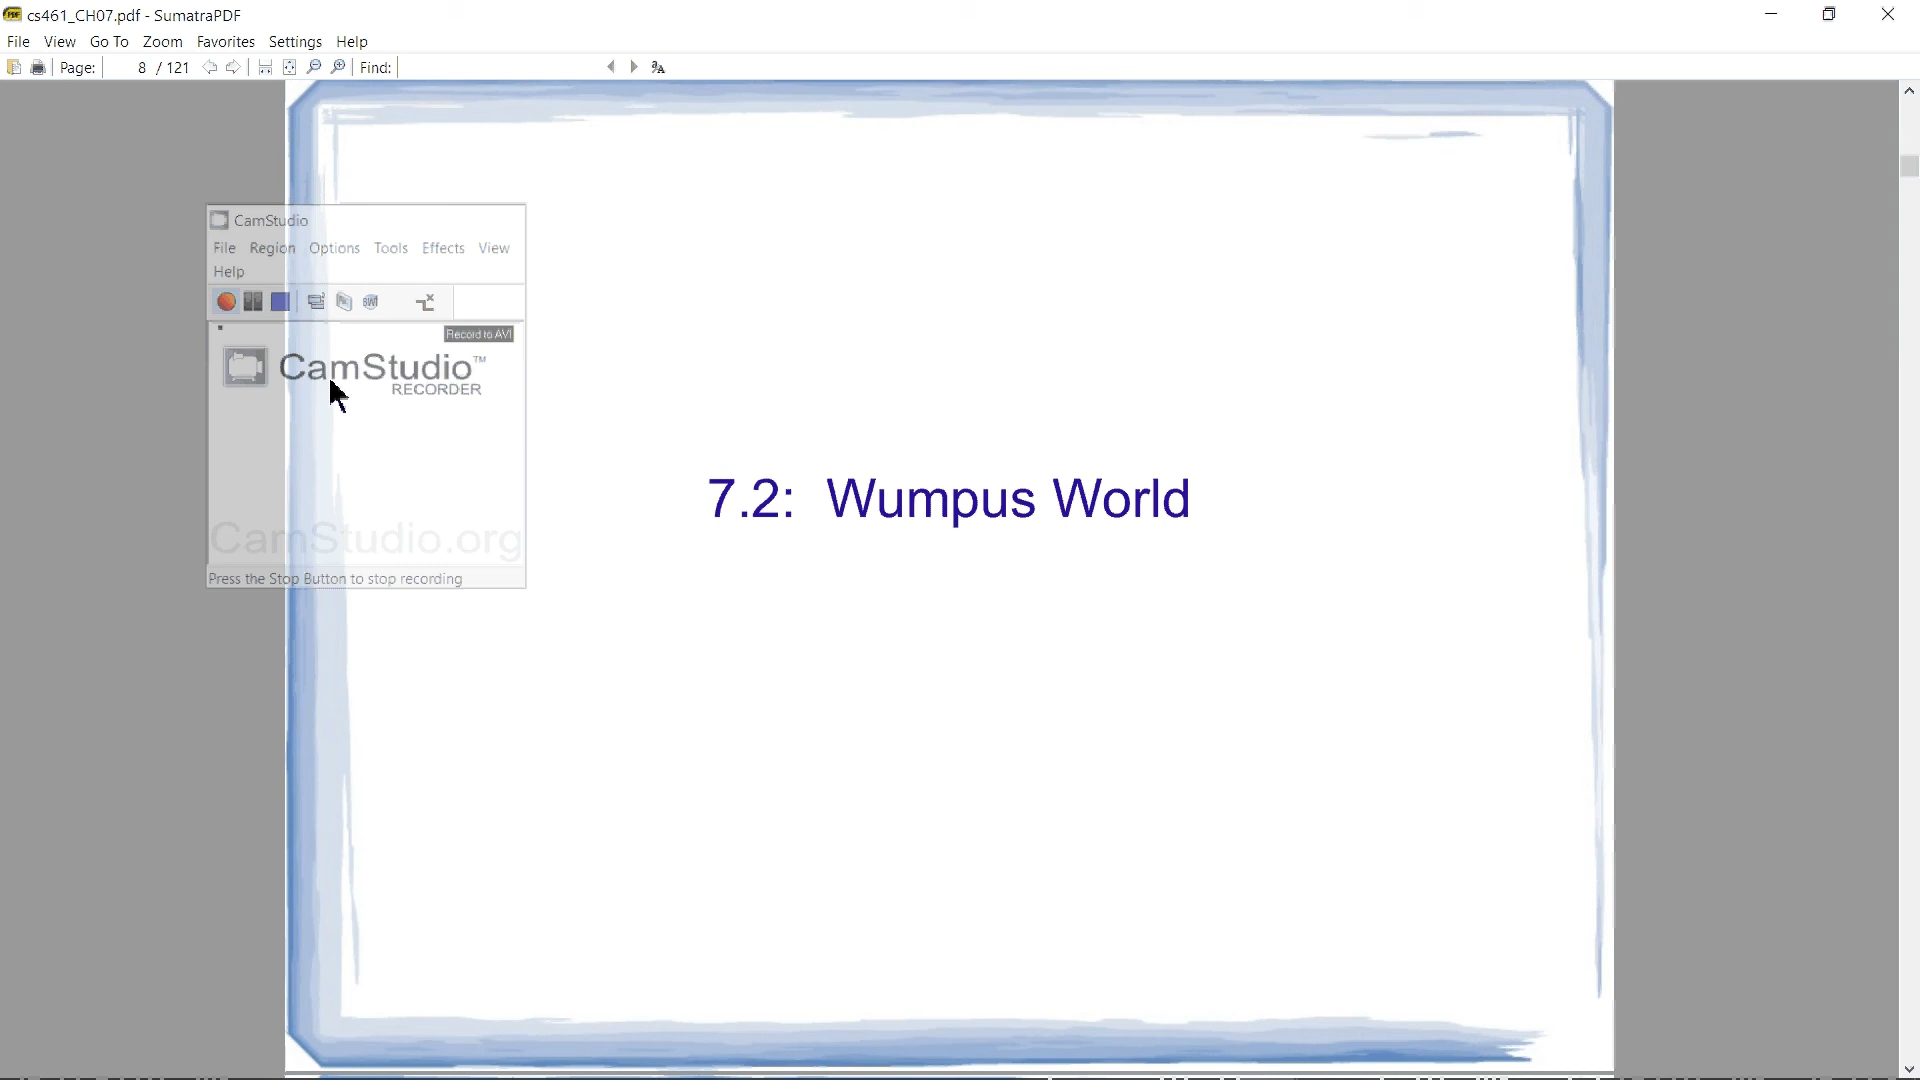 cs461_CH07.pdf - SumatraPDF
File View Go To Zoom Favorites Settings Help
Page: 8 / 121 Find:
CamStudio
File Region Options Tools Effects View
Help
Record to AVI
CamStudio™
RECORDER
7.2: Wumpus World
CamStudio.org
Press the Stop Button to stop recording